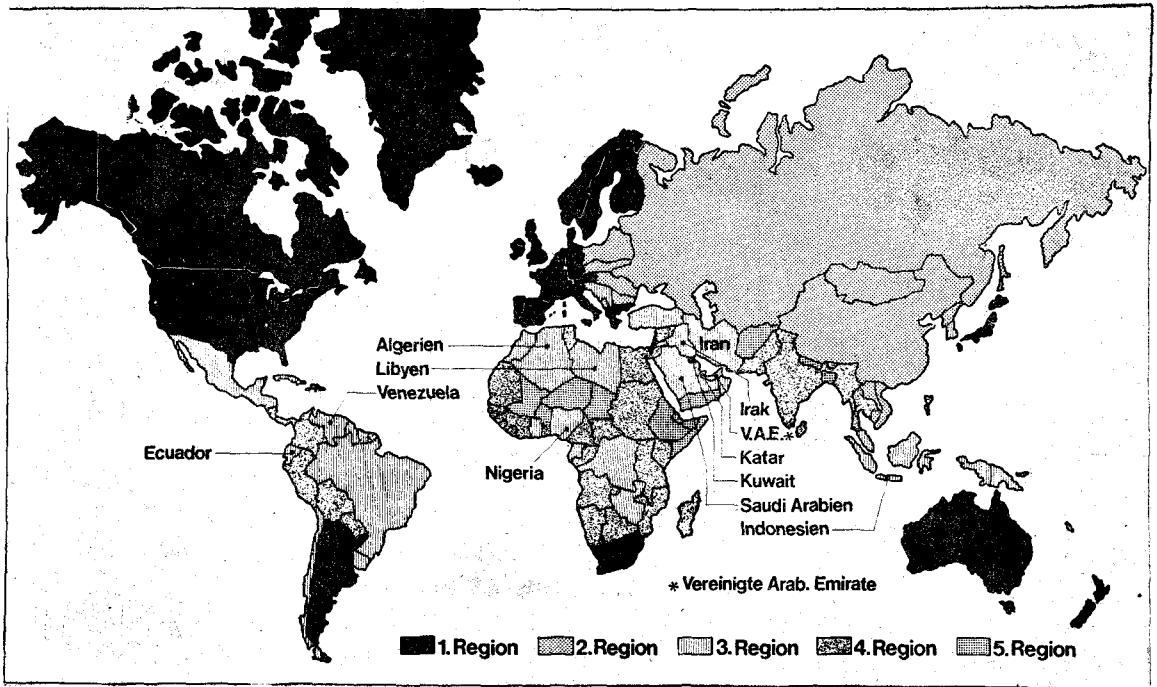 Algerien
Libyen
Venezuela
Ecuador
Nigeria
Iran
Irak
V.A.E.*
Katar
Kuwait
Saudi Arabien
Indonesien
* Vereinigte Arab. Emirate
1. Region 2. Region 3. Region 4. Region 5. Region